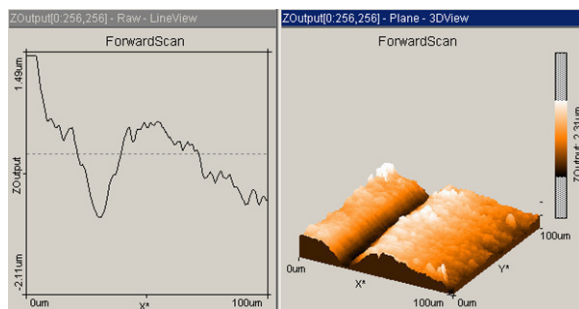 ZOutput[0:256,256] - Raw - LineView
ForwardScan
1.49um
ZOutput
-2.11um
0um
X*
100um
ZOutput[0:256,256] - Plane - 3DView
ForwardScan
ZOutput: 2.31um
100um
Y*
0um
X*
100um
0um